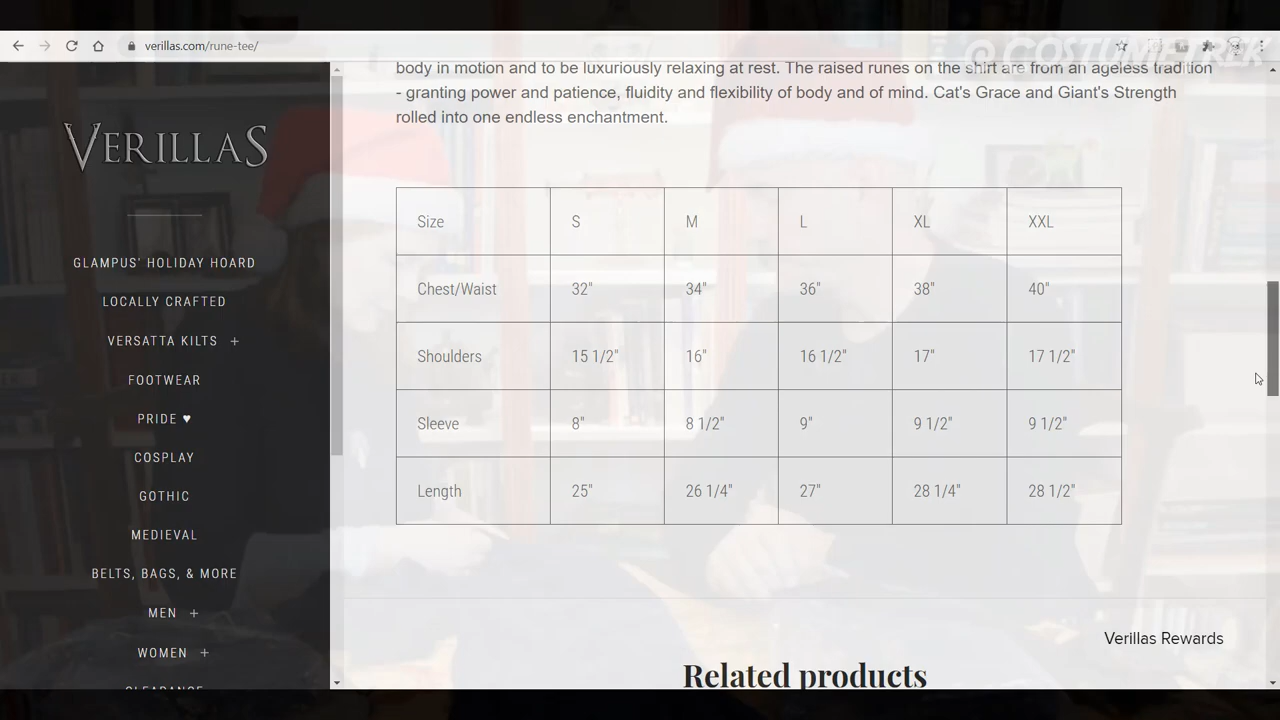 verillas.com/rune-tee/
@COSTUMETREK
body in motion and to be luxuriously relaxing at rest. The raised runes on the shirt are from an ageless tradition
- granting power and patience, fluidity and flexibility of body and of mind. Cat's Grace and Giant's Strength
rolled into one endless enchantment.
VERILLAS
GLAMPUS' HOLIDAY HOARD
LOCALLY CRAFTED
VERSATTA KILTS +
FOOTWEAR
PRIDE ♥
COSPLAY
GOTHIC
MEDIEVAL
BELTS, BAGS, & MORE
MEN +
WOMEN +
CLEARANCE
Size S M L XL XXL
Chest/Waist 32" 34" 36" 38" 40"
Shoulders 15 1/2" 16" 16 1/2" 17" 17 1/2"
Sleeve 8" 8 1/2" 9" 9 1/2" 9 1/2"
Length 25" 26 1/4" 27" 28 1/4" 28 1/2"
Verillas Rewards
Related products